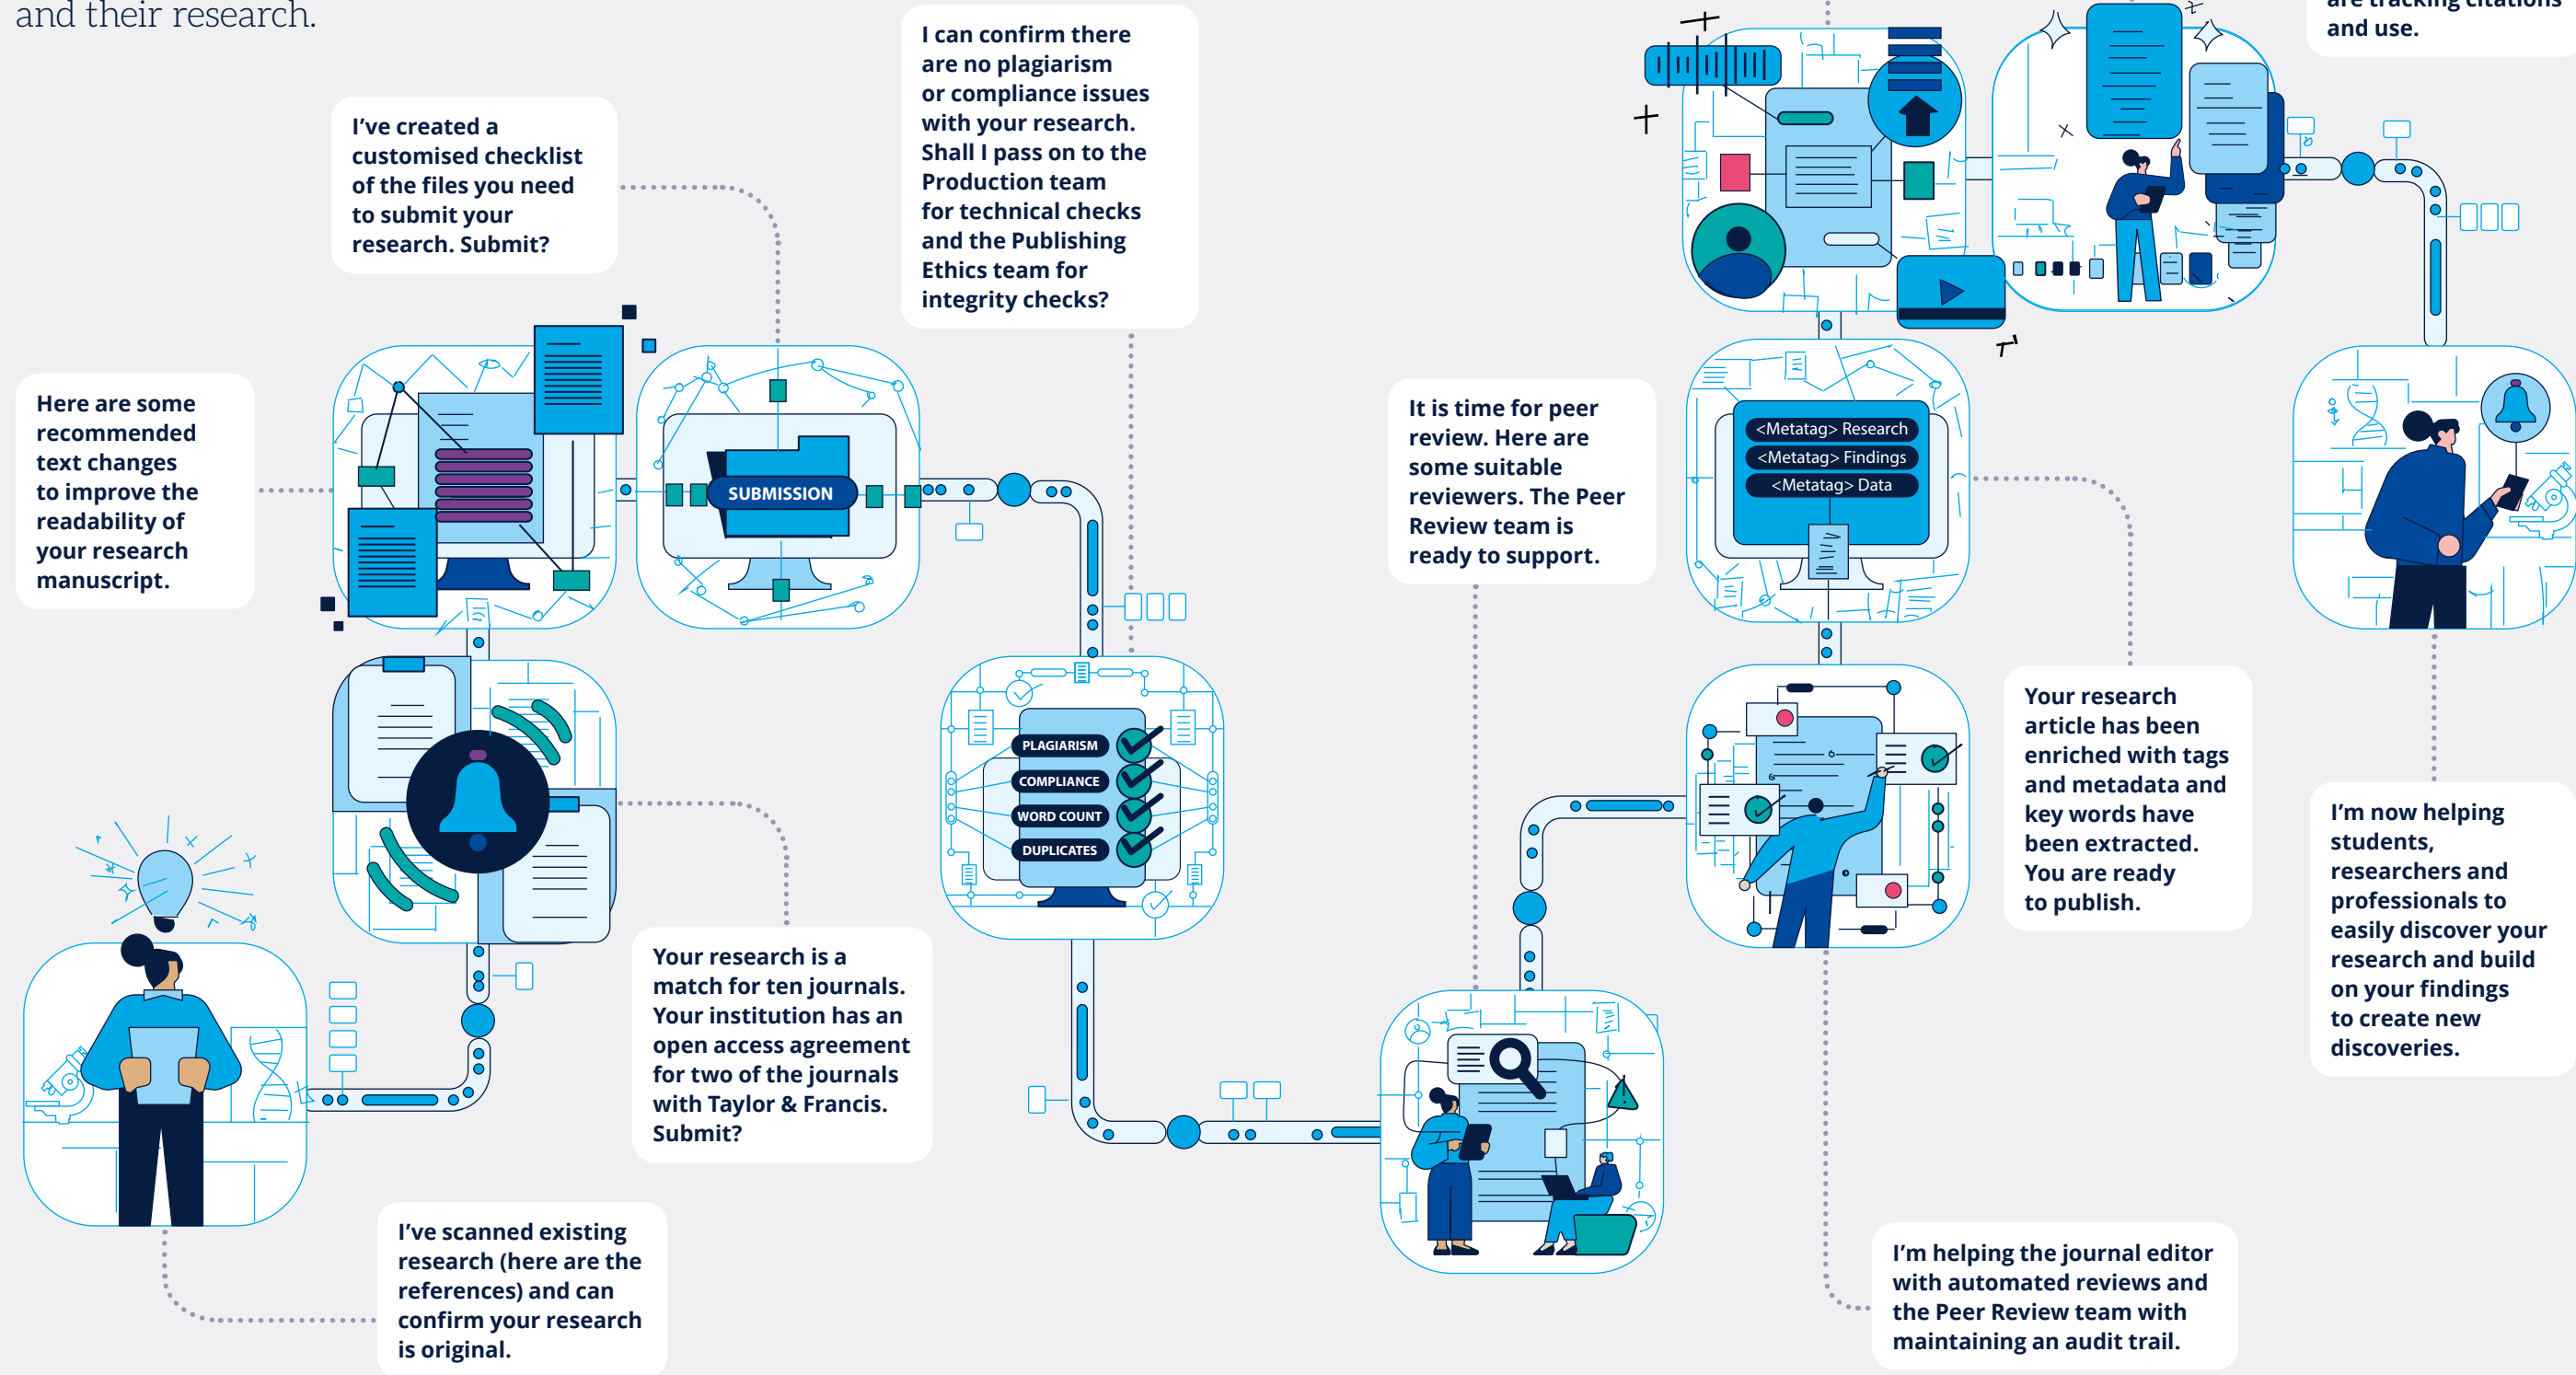 and their research.
I've scanned existing
research (here are the
references) and can
confirm your research
is original.
Your research is a
match for ten journals.
Your institution has an
open access agreement
for two of the journals
with Taylor & Francis.
Submit?
Here are some
recommended
text changes
to improve the
readability of
your research
manuscript.
I've created a
customised checklist
of the files you need
to submit your
research. Submit?
SUBMISSION
I can confirm there
are no plagiarism
or compliance issues
with your research.
Shall I pass on to the
Production team
for technical checks
and the Publishing
Ethics team for
integrity checks?
PLAGIARISM
COMPLIANCE
WORD COUNT
DUPLICATES
It is time for peer
review. Here are
some suitable
reviewers. The Peer
Review team is
ready to support.
I'm helping the journal editor
with automated reviews and
the Peer Review team with
maintaining an audit trail.
<Metatag> Research
<Metatag> Findings
<Metatag> Data
Your research
article has been
enriched with tags
and metadata and
key words have
been extracted.
You are ready
to publish.
are tracking citations
and use.
I'm now helping
students,
researchers and
professionals to
easily discover your
research and build
on your findings
to create new
discoveries.